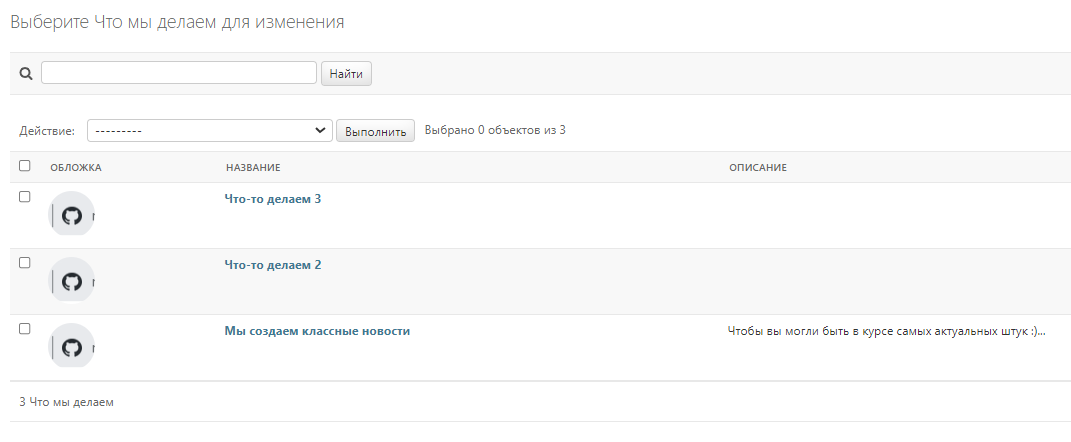 Выберите Что мы делаем для изменения
Найти
Действие: --------- Выполнить Выбрано 0 объектов из 3
ОБЛОЖКА НАЗВАНИЕ ОПИСАНИЕ
Что-то делаем 3
Что-то делаем 2
Мы создаем классные новости Чтобы вы могли быть в курсе самых актуальных штук :)...
3 Что мы делаем